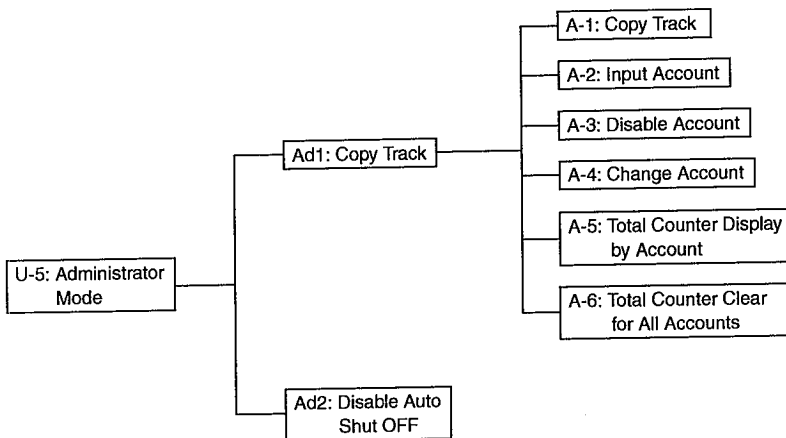 A-1: Copy Track
A-2: Input Account
A-3: Disable Account
Ad1: Copy Track
A-4: Change Account
A-5: Total Counter Display
by Account
U-5: Administrator
Mode
A-6: Total Counter Clear
for All Accounts
Ad2: Disable Auto
Shut OFF